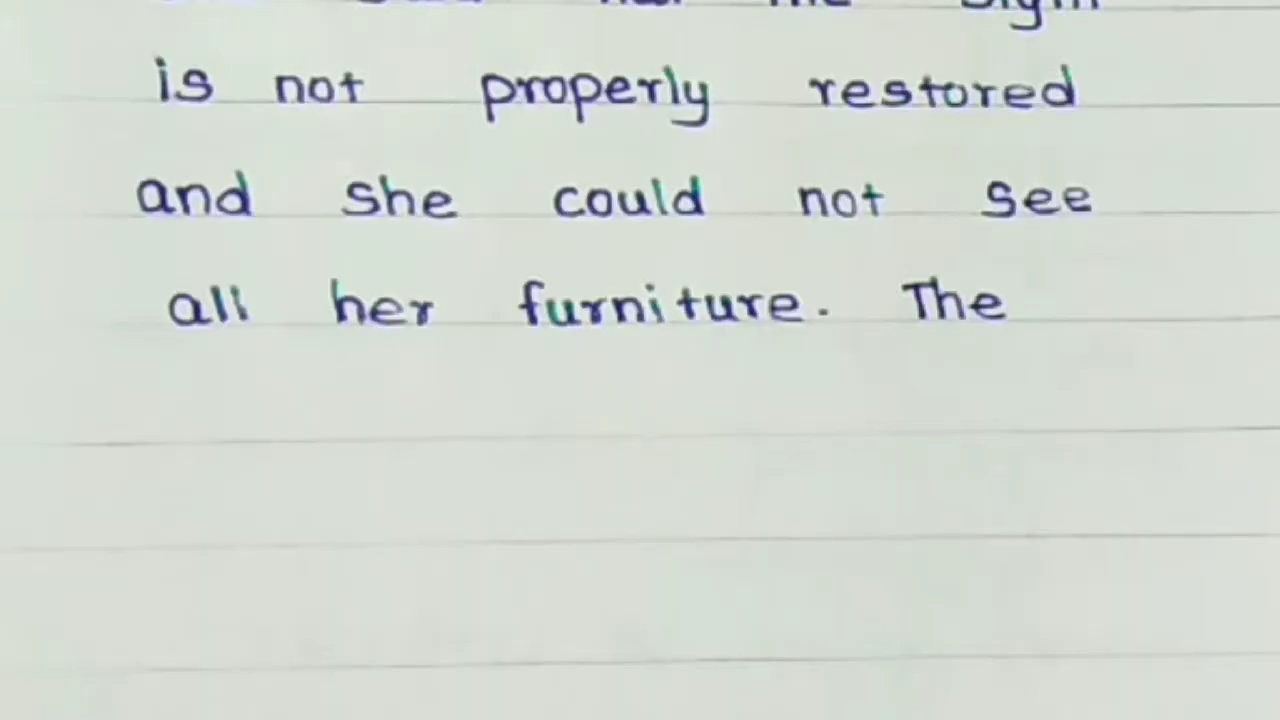 is not properly restored
and she could not see
all her furniture. The